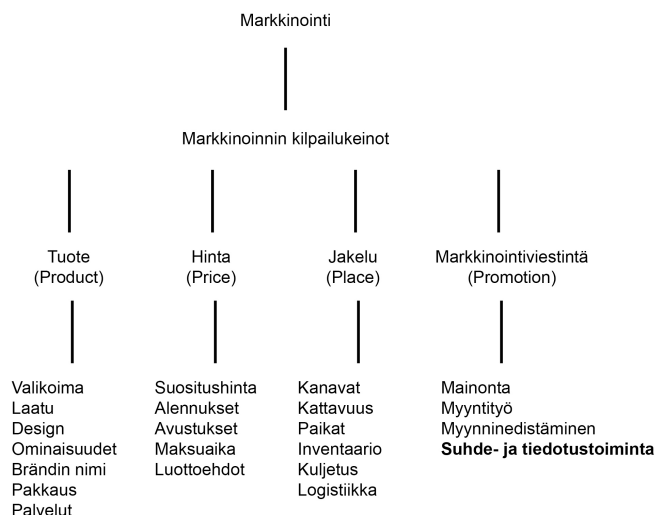 Markkinointi
Markkinoinnin kilpailukeinot
Tuote
(Product)
Hinta
(Price)
Jakelu
(Place)
Markkinointiviestintä
(Promotion)
Valikoima
Laatu
Design
Ominaisuudet
Brändin nimi
Pakkaus
Palvelut
Suositushinta
Alennukset
Avustukset
Maksuaika
Luottoehdot
Kanavat
Kattavuus
Paikat
Inventaario
Kuljetus
Logistiikka
Mainonta
Myyntityö
Myynninedistäminen
Suhde- ja tiedotustoiminta